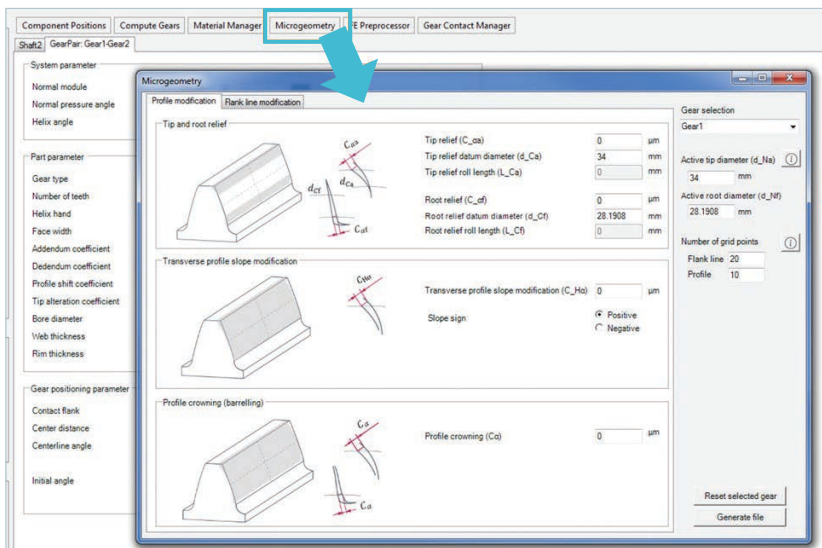 Component Positions Compute Gears Material Manager Microgeometry FE Preprocessor Gear Contact Manager
Shaft2 GearPair: Gear1-Gear2
System parameter
Normal module
Normal pressure angle
Helix angle
Part parameter
Gear type
Number of teeth
Helix hand
Face width
Addendum coefficient
Dedendum coefficient
Profile shift coefficient
Tip alteration coefficient
Bore diameter
Web thickness
Rim thickness
Gear positioning parameter
Contact flank
Center distance
Centerline angle
Initial angle
Microgeometry
Profile modification Flank line modification
Tip and root relief
Cαa
dCa
dCf
Cαf
Tip relief (C_αa) 0 µm
Tip relief datum diameter (d_Ca) 34 mm
Tip relief roll length (L_Ca) 0 mm
Root relief (C_αf) 0 µm
Root relief datum diameter (d_Cf) 28.1908 mm
Root relief roll length (L_Cf) 0 mm
Transverse profile slope modification
CHα
Transverse profile slope modification (C_Hα) 0 µm
Slope sign Positive
Negative
Profile crowning (barrelling)
Cα
Cα
Profile crowning (Cα) 0 µm
Gear selection
Gear1
Active tip diameter (d_Na)
34 mm
Active root diameter (d_Nf)
28.1908 mm
Number of grid points
Flank line 20
Profile 10
Reset selected gear
Generate file